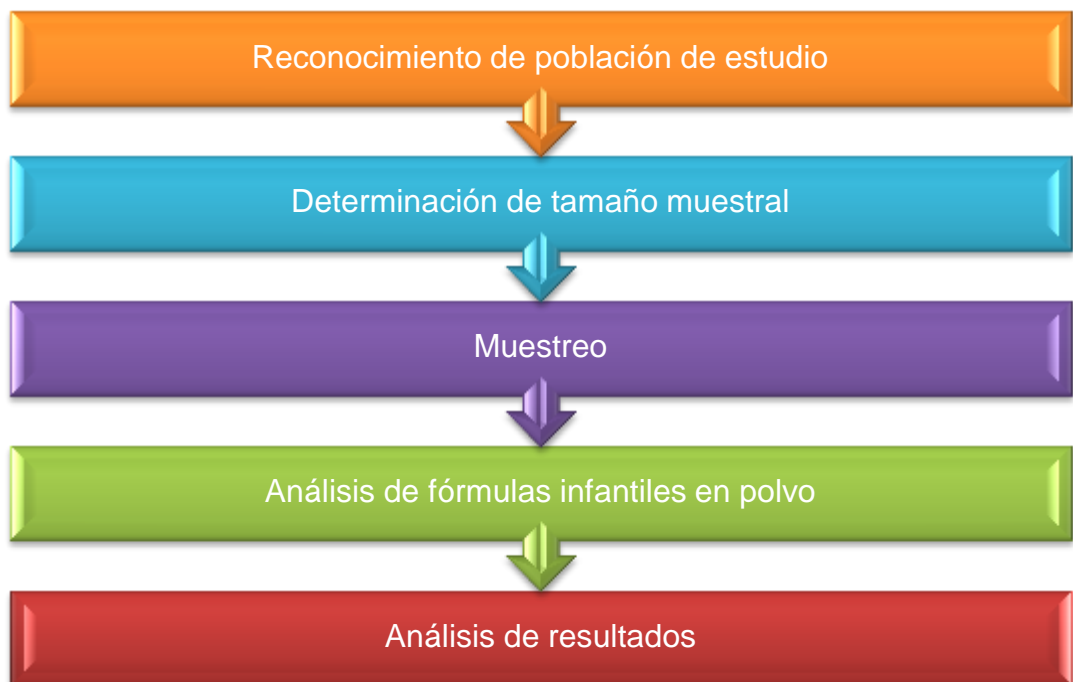 Reconocimiento de población de estudio
Determinación de tamaño muestral
Muestreo
Análisis de fórmulas infantiles en polvo
Análisis de resultados